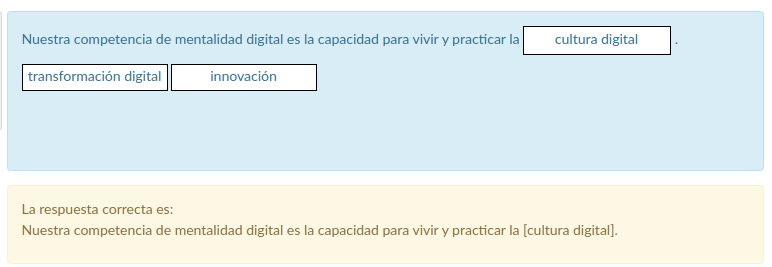 Nuestra competencia de mentalidad digital es la capacidad para vivir y practicar la cultura digital .
transformación digital innovación
La respuesta correcta es:
Nuestra competencia de mentalidad digital es la capacidad para vivir y practicar la [cultura digital].